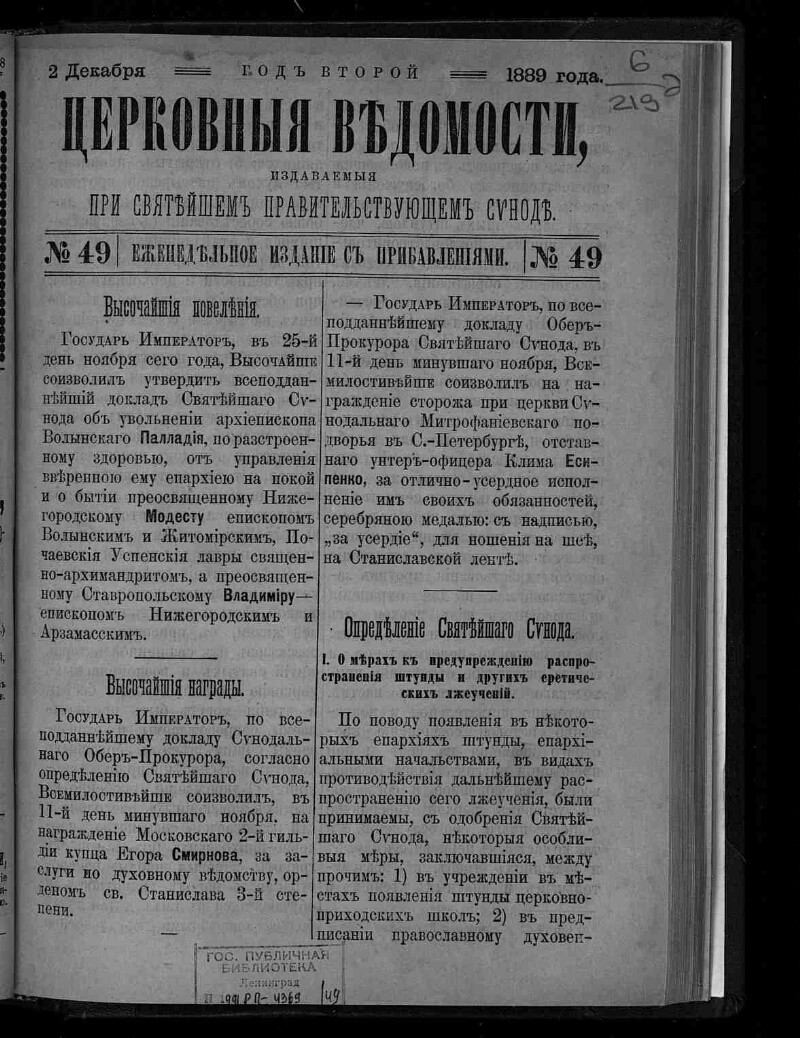 2 Декабря ГОДЪ ВТОРОЙ 1889 года.
ЦЕРКОВНЫЯ ВѢДОМОСТИ,
ИЗДАВАЕМЫЯ
ПРИ СВЯТѢЙШЕМЪ ПРАВИТЕЛЬСТВУЮЩЕМЪ СѴНОДѢ.
№ 49 ЕЖЕНЕДѢЛЬНОЕ ИЗДАНІЕ СЪ ПРИБАВЛЕНІЯМИ. № 49
Высочайшія повелѣнія.
Государь Императоръ, въ 25-й
день ноября сего года, Высочайше
соизволилъ утвердить всеподдан-
нѣйшій докладъ Святѣйшаго Сѵ-
нода объ увольненіи архіепископа
Волынскаго Палладія, по разстроен-
ному здоровью, отъ управленія
ввѣренною ему епархіею на покой
и о бытіи преосвященному Ниже-
городскому Модесту епископомъ
Волынскимъ и Житомірскимъ, По-
чаевскія Успенскія лавры священ-
но-архимандритомъ, а преосвящен-
ному Ставропольскому Владиміру—
епископомъ Нижегородскимъ и
Арзамасскимъ.
Высочайшія награды.
Государь Императоръ, по все-
подданнѣйшему докладу Сѵнодаль-
наго Оберъ-Прокурора, согласно
опредѣленію Святѣйшаго Сѵнода,
Всемилостивѣйше соизволилъ, въ
11-й день минувшаго ноября, на
награжденіе Московскаго 2-й гиль-
діи купца Егора Смирнова, за за-
слуги по духовному вѣдомству, ор-
деномъ св. Станислава 3-й сте-
пени.
— Государь Императоръ, по все-
подданнѣйшему докладу Оберъ-
Прокурора Святѣйшаго Сѵнода, въ
11-й день минувшаго ноября, Все-
милостивѣйше соизволилъ на на-
гражденіе сторожа при церкви Сѵ-
нодальнаго Митрофаніевскаго по-
дворья въ С.-Петербургѣ, отстав-
наго унтеръ-офицера Клима Еси-
пенко, за отлично-усердное испол-
неніе имъ своихъ обязанностей,
серебряною медалью: съ надписью,
„за усердіе“, для ношенія на шеѣ,
на Станиславской лентѣ.
Опредѣленіе Святѣйшаго Сѵнода.
I. О мѣрахъ къ предупрежденію распро-
страненія штунды и другихъ еретиче-
скихъ лжеученій.
По поводу появленія въ нѣкото-
рыхъ епархіяхъ штунды, епархі-
альными начальствами, въ видахъ
противодѣйствія дальнѣйшему рас-
пространенію сего лжеученія, были
принимаемы, съ одобренія Святѣй-
шаго Сѵнода, нѣкоторыя особли-
выя мѣры, заключавшіяся, между
прочимъ: 1) въ учрежденіи въ мѣ-
стахъ появленія штунды церковно-
приходскихъ школъ; 2) въ пред-
писаніи православному духовен-
ГОС. ПУБЛИЧНАЯ
БИБЛИОТЕКА
Ленинград
49